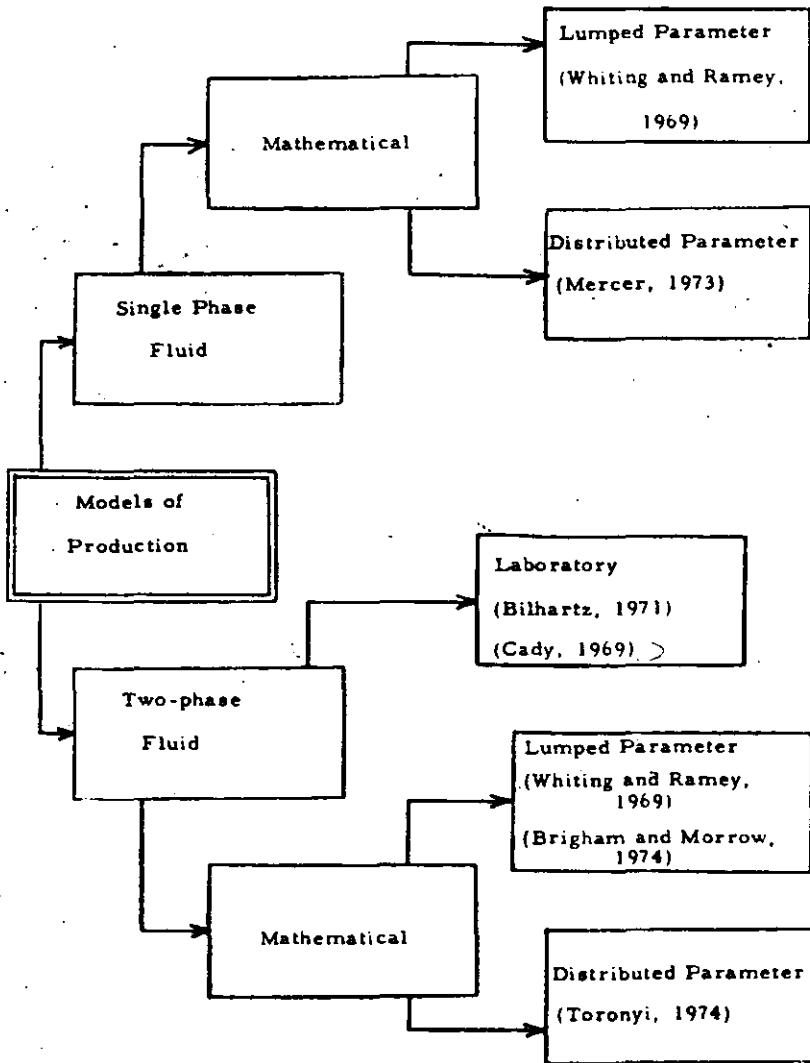 Lumped Parameter
(Whiting and Ramey,
1969)
Mathematical
Distributed Parameter
(Mercer, 1973)
Single Phase
Fluid
Models of
Production
Laboratory
(Bilhartz, 1971)
(Cady, 1969)
Two-phase
Fluid
Lumped Parameter
(Whiting and Ramey,
1969)
(Brigham and Morrow,
1974)
Mathematical
Distributed Parameter
(Toronyi, 1974)